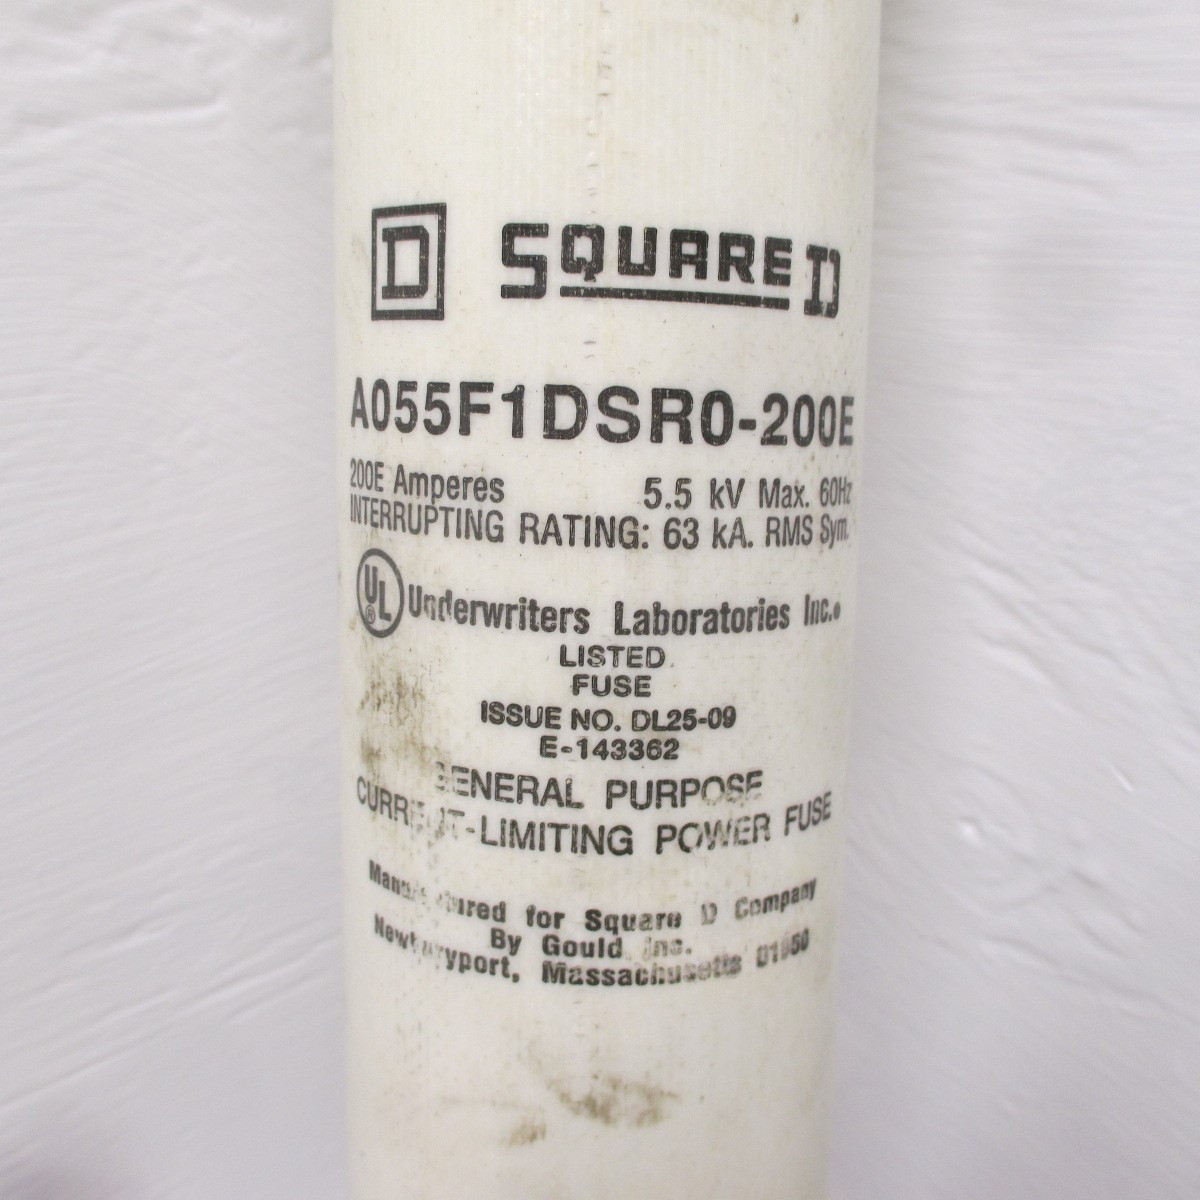 D SQUARE D
A055F1DSR0-200E
200E Amperes 5.5 kV Max. 60Hz
INTERRUPTING RATING: 63 kA. RMS Sym.
UL ® Underwriters Laboratories Inc.®
LISTED
FUSE
ISSUE NO. DL25-09
E-143362
GENERAL PURPOSE
CURRENT-LIMITING POWER FUSE
Manufactured for Square D Company
By Gould Inc.
Newburyport, Massachusetts 01950